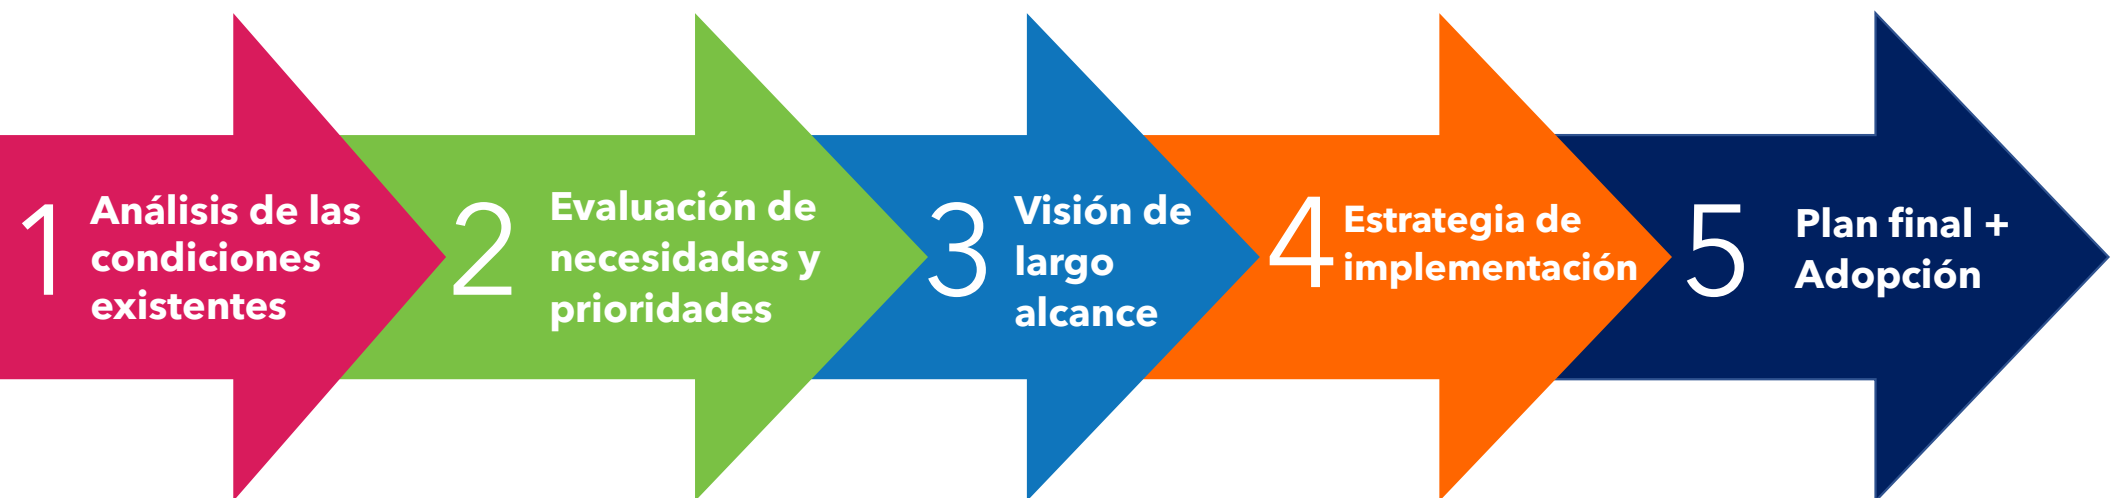 1
Análisis de las
condiciones
existentes
2
Evaluación de
necesidades y
prioridades
3
Visión de
largo
alcance
4
Estrategia de
implementación
5
Plan final +
Adopción